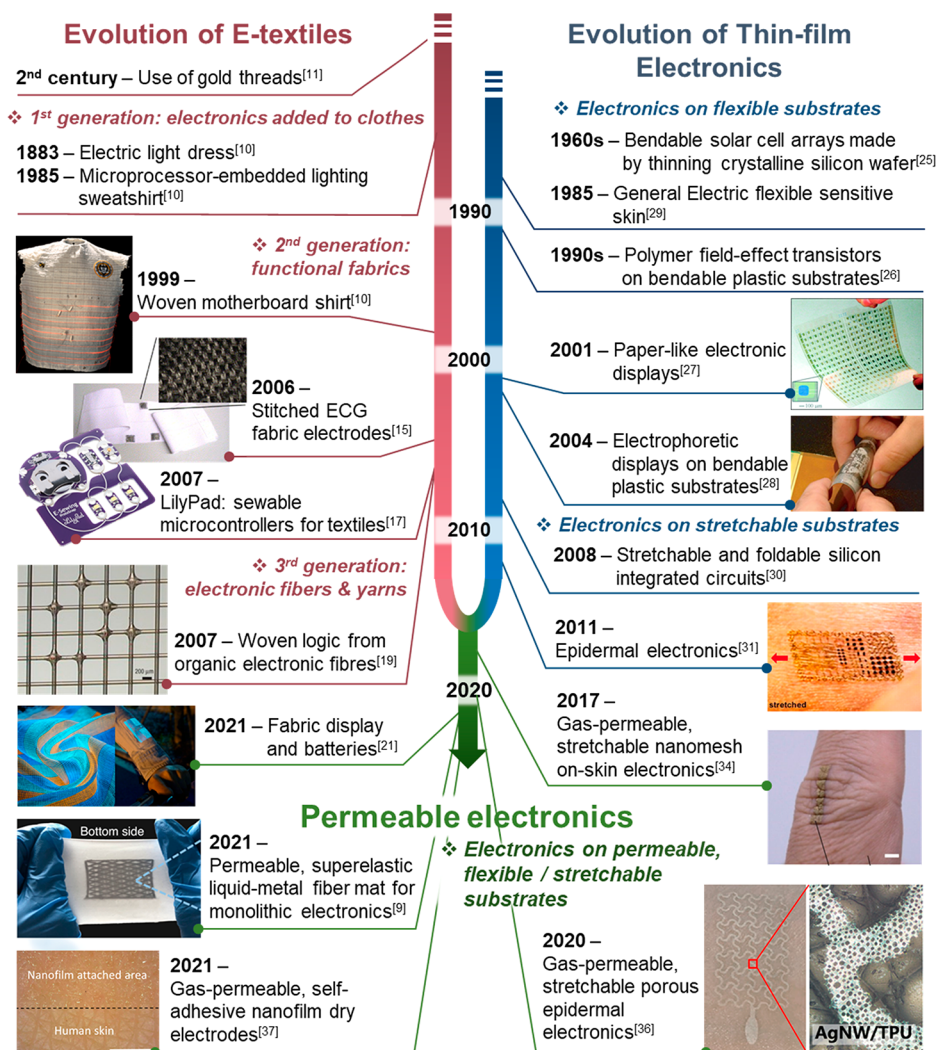 Evolution of E-textiles
2nd century – Use of gold threads[11]
❖ 1st generation: electronics added to clothes
1883 – Electric light dress[10]
1985 – Microprocessor-embedded lighting
sweatshirt[10]
❖ 2nd generation:
functional fabrics
1999 –
Woven motherboard shirt[10]
2006 –
Stitched ECG
fabric electrodes[15]
2007 –
LilyPad: sewable
microcontrollers for textiles[17]
❖ 3rd generation:
electronic fibers & yarns
200 μm
2007 – Woven logic from
organic electronic fibres[19]
2021 – Fabric display
and batteries[21]
1990
2000
2010
2020
Evolution of Thin-film
Electronics
❖ Electronics on flexible substrates
1960s – Bendable solar cell arrays made
by thinning crystalline silicon wafer[25]
1985 – General Electric flexible sensitive
skin[29]
1990s – Polymer field-effect transistors
on bendable plastic substrates[26]
2001 – Paper-like electronic
displays[27]
2004 – Electrophoretic
displays on bendable
plastic substrates[28]
❖ Electronics on stretchable substrates
2008 – Stretchable and foldable silicon
integrated circuits[30]
2011 –
Epidermal electronics[31]
stretched
2017 –
Gas-permeable,
stretchable nanomesh
on-skin electronics[34]
Permeable electronics
❖ Electronics on permeable,
flexible / stretchable
substrates
Bottom side
2021 –
Permeable, superelastic
liquid-metal fiber mat for
monolithic electronics[9]
Nanofilm attached area
Human skin
2021 –
Gas-permeable, self-
adhesive nanofilm dry
electrodes[37]
2020 –
Gas-permeable,
stretchable porous
epidermal
electronics[36]
AgNW/TPU